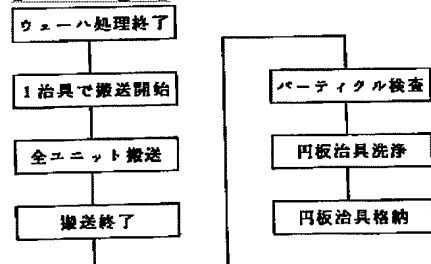 ウェーハ処理終了
1治具で搬送開始
全ユニット搬送
搬送終了
パーティクル検査
円板治具洗浄
円板治具格納